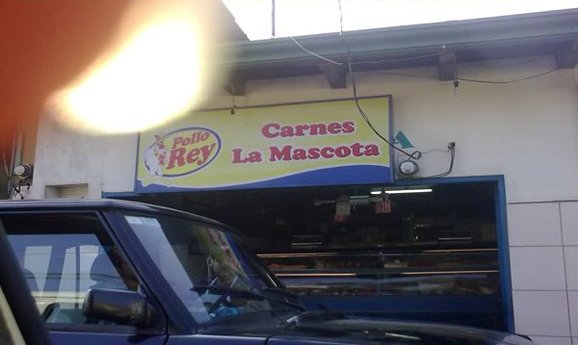 Pollo
Rey
Carnes
La Mascota